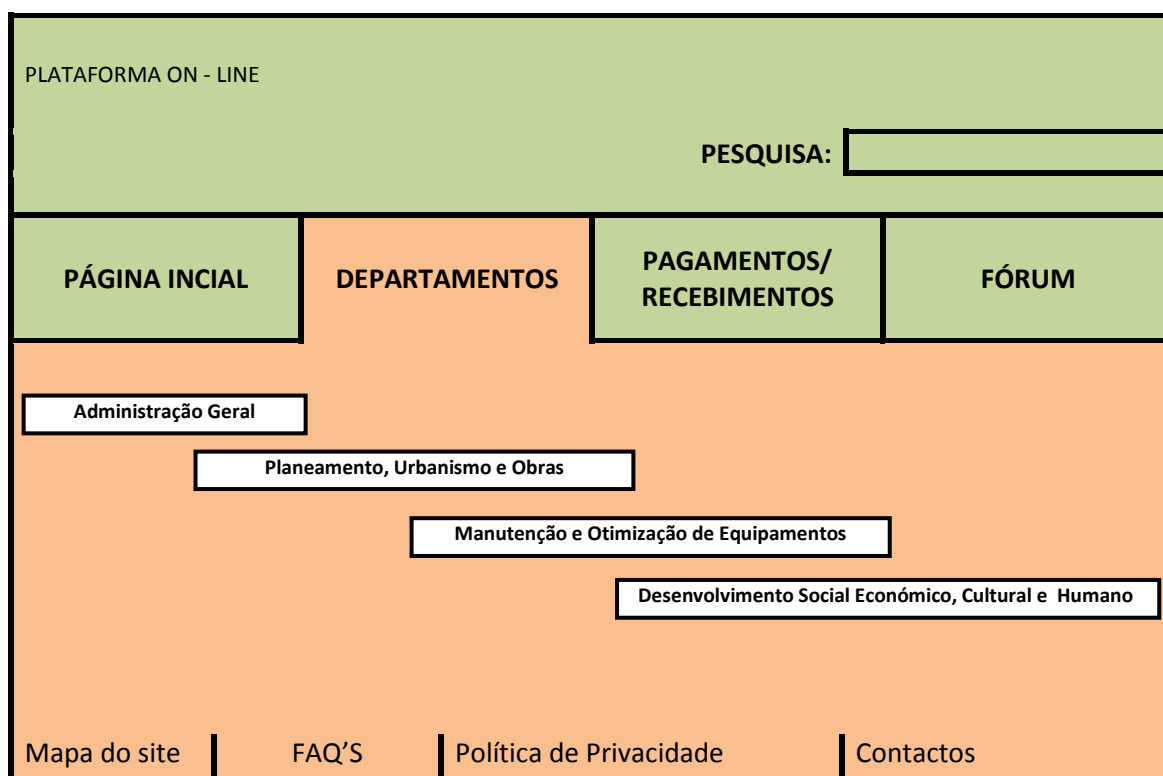 PLATAFORMA ON - LINE
PESQUISA:
PÁGINA INCIAL
DEPARTAMENTOS
PAGAMENTOS/
RECEBIMENTOS
FÓRUM
Administração Geral
Planeamento, Urbanismo e Obras
Manutenção e Otimização de Equipamentos
Desenvolvimento Social Económico, Cultural e Humano
Mapa do site
FAQ’S
Política de Privacidade
Contactos